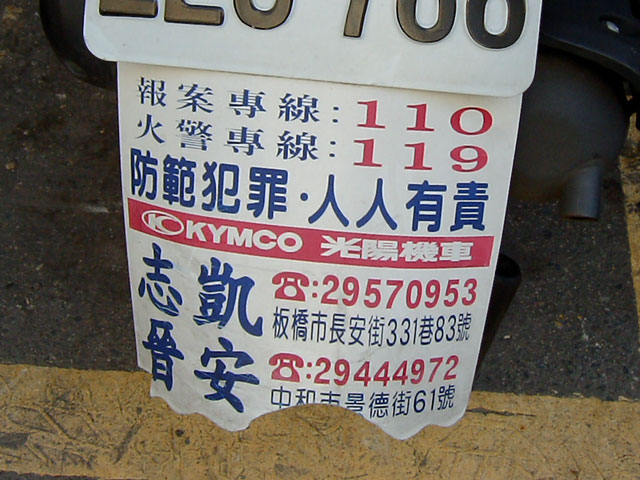 報案專線:110
火警專線:119
防範犯罪·人人有責
KYMCO 光陽機車
志凱 ☎:29570953
板橋市長安街331巷83號
晉安 ☎:29444972
中和市景德街61號